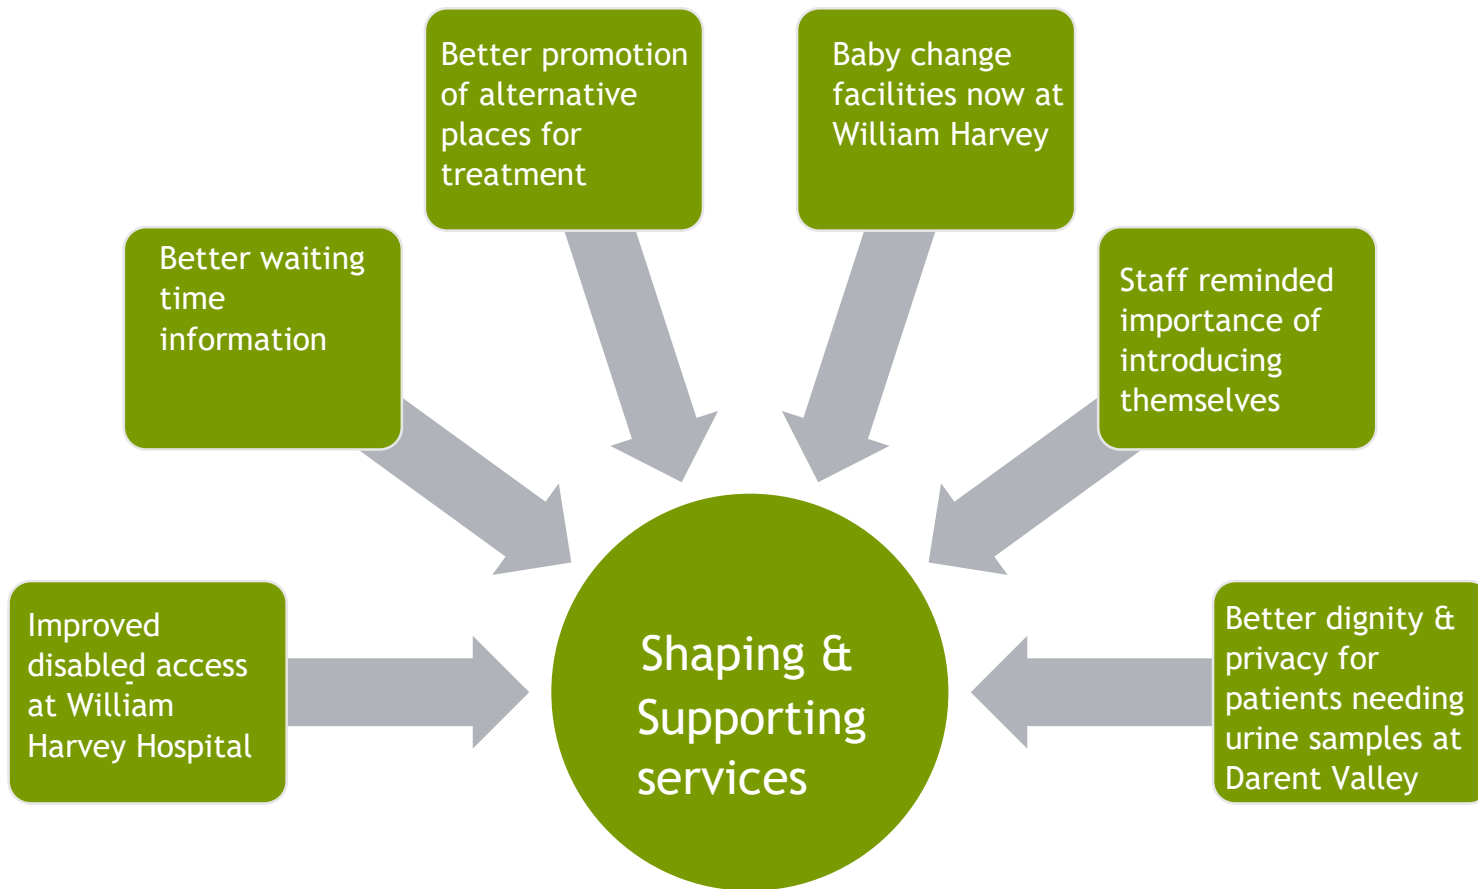 Better promotion
of alternative
places for
treatment
Baby change
facilities now at
William Harvey
Better waiting
time
information
Staff reminded
importance of
introducing
themselves
Improved
disabled access
at William
Harvey Hospital
Shaping &
Supporting
services
Better dignity &
privacy for
patients needing
urine samples at
Darent Valley